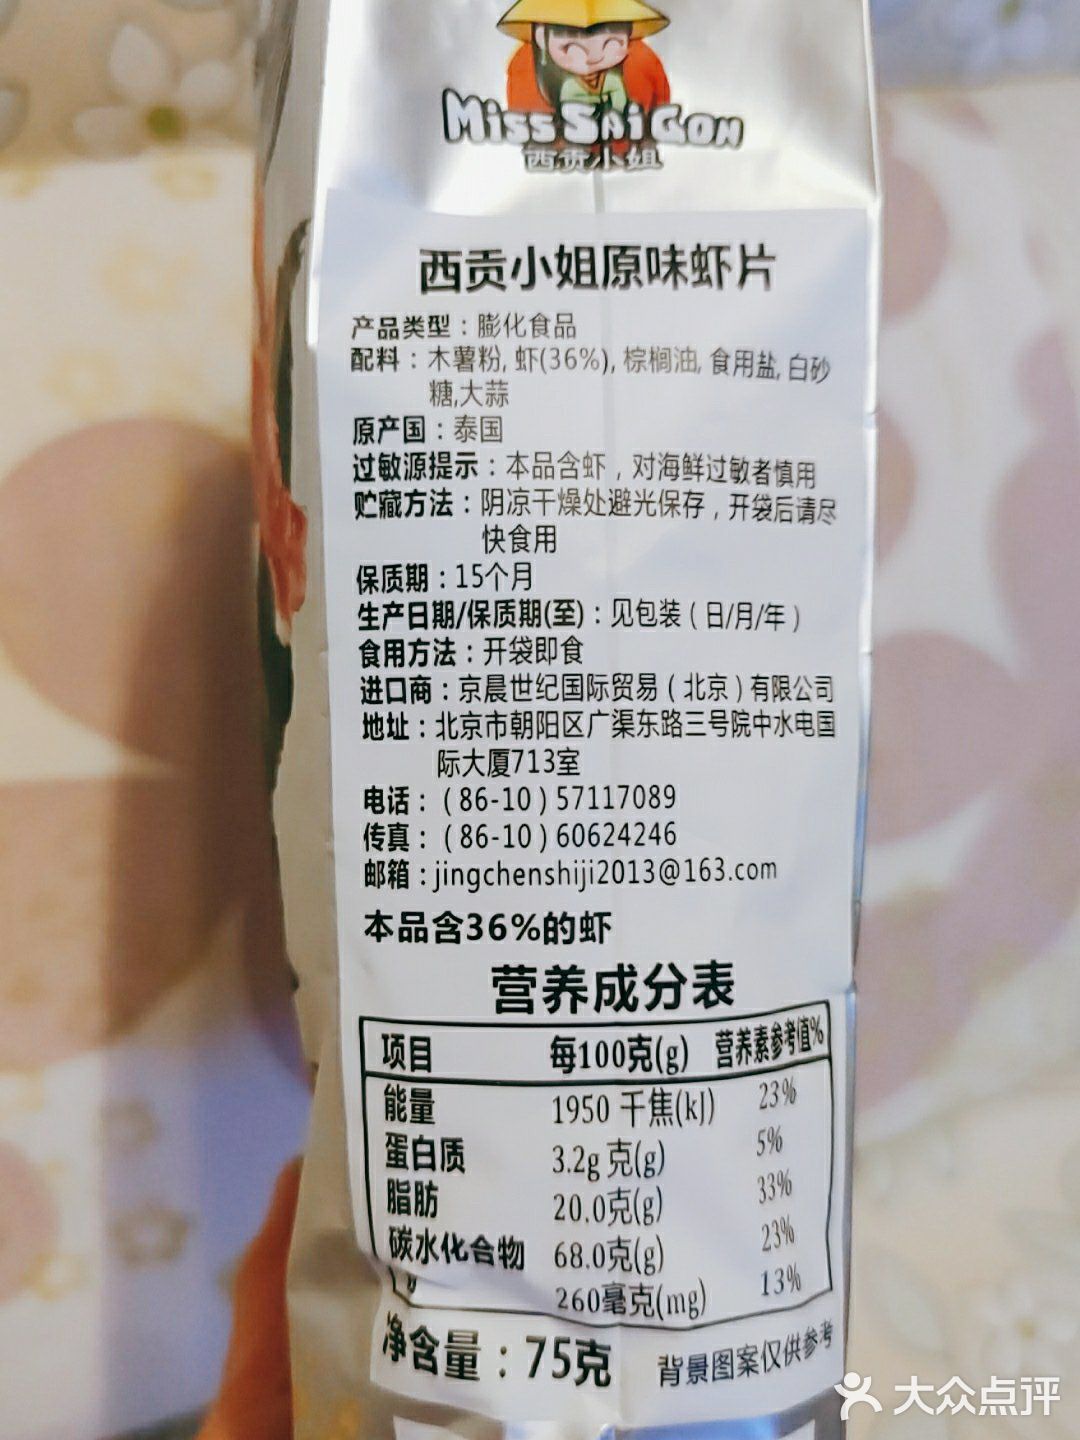 Miss SaiGon
西贡小姐
西贡小姐原味虾片
产品类型：膨化食品
配料：木薯粉, 虾(36%), 棕榈油, 食用盐, 白砂
糖,大蒜
原产国：泰国
过敏源提示：本品含虾，对海鲜过敏者慎用
贮藏方法：阴凉干燥处避光保存，开袋后请尽
快食用
保质期：15个月
生产日期/保质期(至)：见包装（日/月/年）
食用方法：开袋即食
进口商：京晨世纪国际贸易（北京）有限公司
地址：北京市朝阳区广渠东路三号院中水电国
际大厦713室
电话：（86-10）57117089
传真：（86-10）60624246
邮箱：jingchenshiji2013@163.com
本品含36%的虾
营养成分表
项目 每100克(g) 营养素参考值%
能量 1950 千焦(kJ) 23%
蛋白质 3.2g 克(g) 5%
脂肪 20.0克(g) 33%
碳水化合物 68.0克(g) 23%
260毫克(mg) 13%
净含量：75克 背景图案仅供参考
大众点评